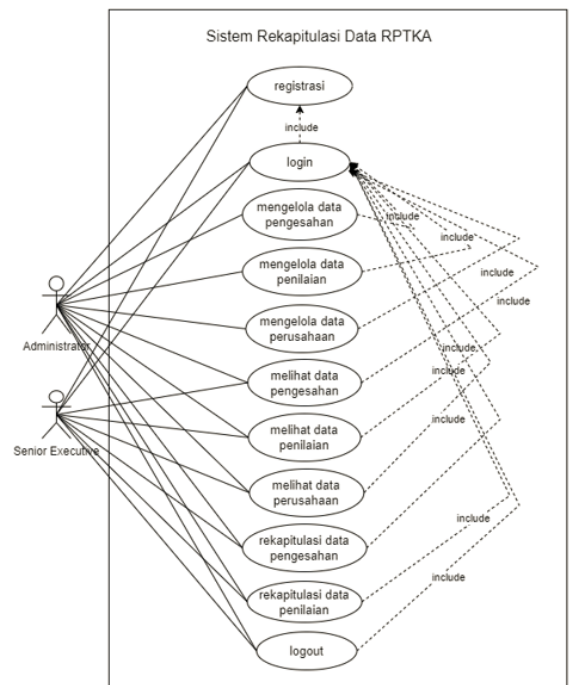 Sistem Rekapitulasi Data RPTKA
registrasi
include
login
mengelola data
pengesahan
include
include
mengelola data
penilaian
include
include
mengelola data
perusahaan
Administrator
include
melihat data
pengesahan
include
Senior Executive
melihat data
penilaian
include
melihat data
perusahaan
rekapitulasi data
pengesahan
include
rekapitulasi data
penilaian
include
logout